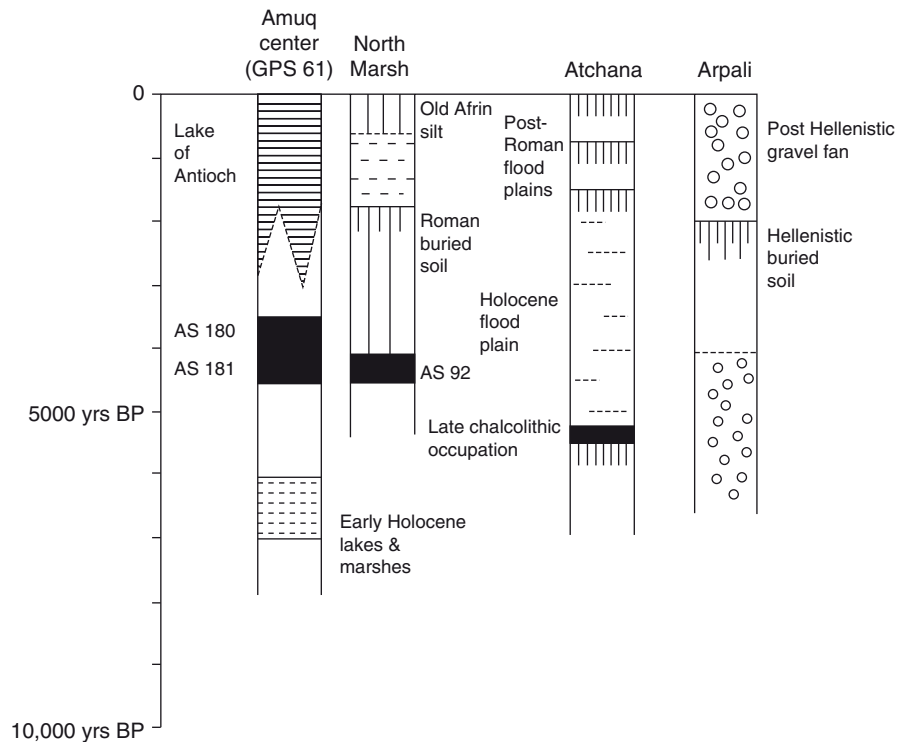 Amuq
center
(GPS 61)
North
Marsh
Atchana
Arpali
0
Lake
of
Antioch
Old Afrin
silt
Post-
Roman
flood
plains
Post Hellenistic
gravel fan
Roman
buried
soil
Hellenistic
buried
soil
Holocene
flood
plain
AS 180
AS 181
AS 92
5000 yrs BP
Late chalcolithic
occupation
Early Holocene
lakes &
marshes
10,000 yrs BP